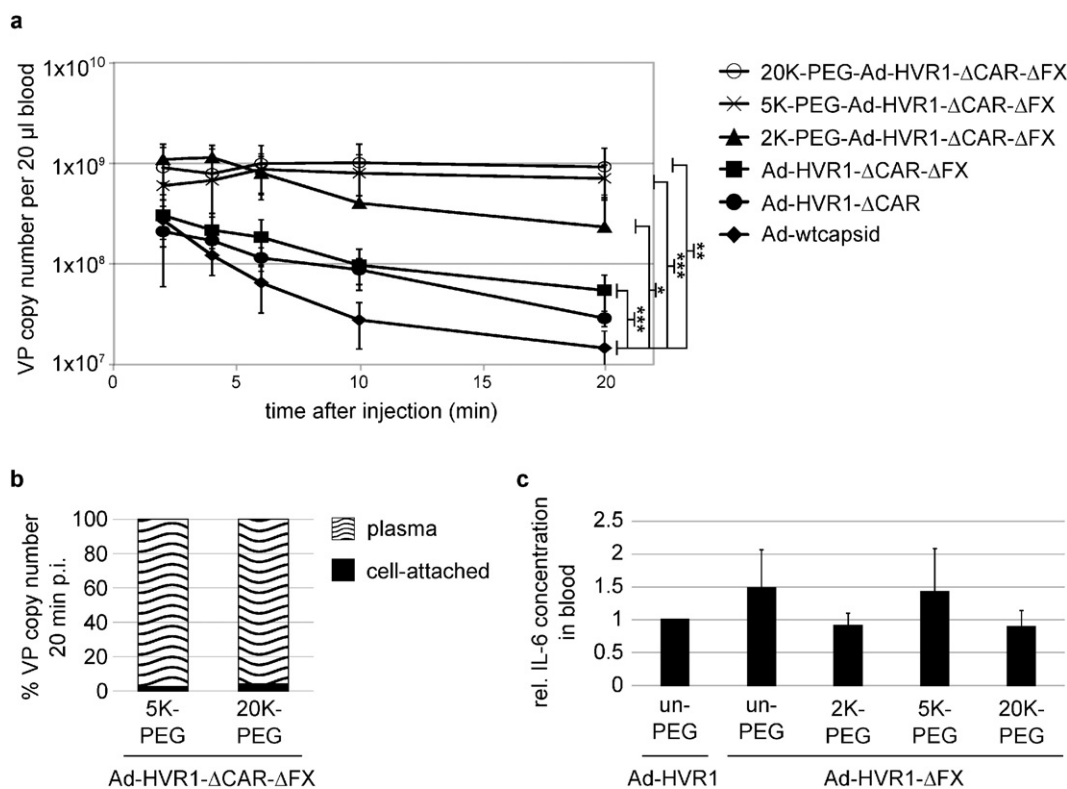 a
VP copy number per 20 µl blood
1x10^10
1x10^9
1x10^8
1x10^7
0
5
10
15
20
time after injection (min)
***
*
***
**
20K-PEG-Ad-HVR1-ΔCAR-ΔFX
5K-PEG-Ad-HVR1-ΔCAR-ΔFX
2K-PEG-Ad-HVR1-ΔCAR-ΔFX
Ad-HVR1-ΔCAR-ΔFX
Ad-HVR1-ΔCAR
Ad-wtcapsid
b
% VP copy number
20 min p.i.
100
80
60
40
20
0
5K-
PEG
20K-
PEG
Ad-HVR1-ΔCAR-ΔFX
plasma
cell-attached
c
rel. IL-6 concentration
in blood
2.5
2
1.5
1
0.5
0
un-
PEG
un-
PEG
2K-
PEG
5K-
PEG
20K-
PEG
Ad-HVR1
Ad-HVR1-ΔFX